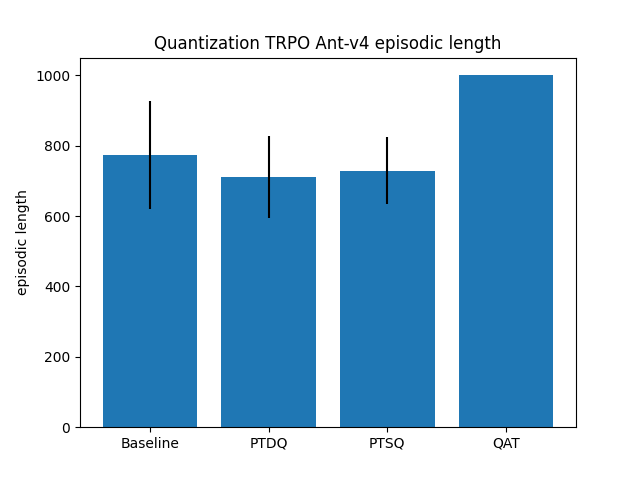 Quantization TRPO Ant-v4 episodic length
1000
800
600
400
200
0
episodic length
Baseline
PTDQ
PTSQ
QAT